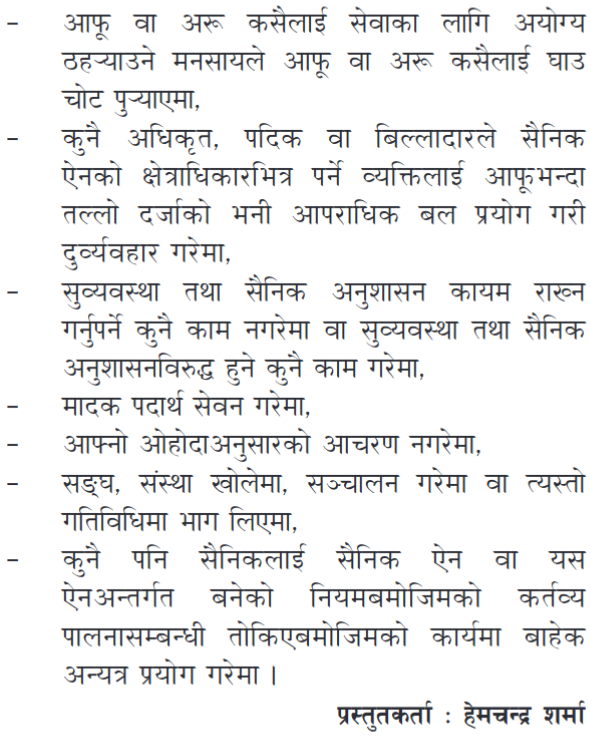 – आफू वा अरू कसैलाई सेवाका लागि अयोग्य
ठहऱ्याउने मनसायले आफू वा अरू कसैलाई घाउ
चोट पुऱ्याएमा,
– कुनै अधिकृत, पदिक वा बिल्लादारले सैनिक
ऐनको क्षेत्राधिकारभित्र पर्ने व्यक्तिलाई आफूभन्दा
तल्लो दर्जाको भनी आपराधिक बल प्रयोग गरी
दुर्व्यवहार गरेमा,
– सुव्यवस्था तथा सैनिक अनुशासन कायम राख्न
गर्नुपर्ने कुनै काम नगरेमा वा सुव्यवस्था तथा सैनिक
अनुशासनविरुद्ध हुने कुनै काम गरेमा,
– मादक पदार्थ सेवन गरेमा,
– आफ्नो ओहोदाअनुसारको आचरण नगरेमा,
– सङ्घ, संस्था खोलेमा, सञ्चालन गरेमा वा त्यस्तो
गतिविधिमा भाग लिएमा,
– कुनै पनि सैनिकलाई सैनिक ऐन वा यस
ऐनअन्तर्गत बनेको नियमबमोजिमको कर्तव्य
पालनासम्बन्धी तोकिएबमोजिमको कार्यमा बाहेक
अन्यत्र प्रयोग गरेमा ।
प्रस्तुतकर्ता : हेमचन्द्र शर्मा